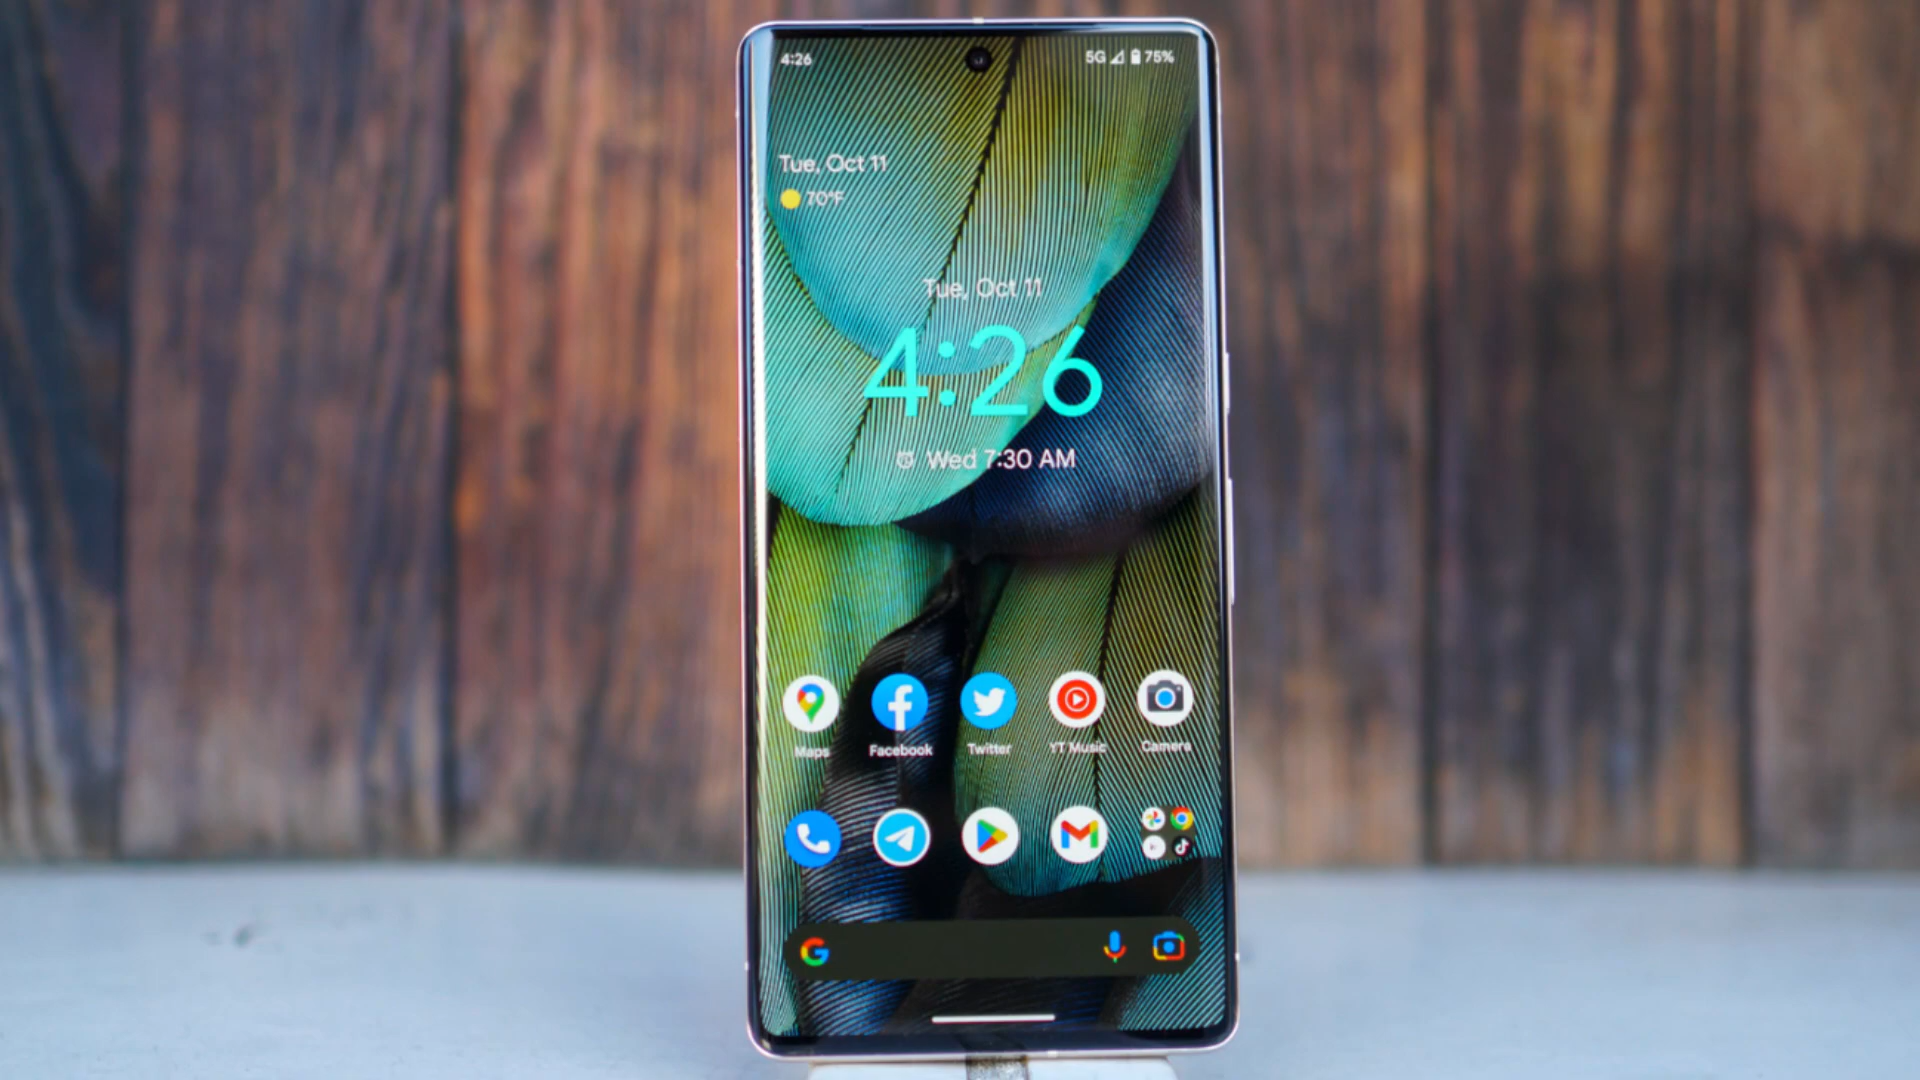 4:26
5G 75%
Tue, Oct 11
70°F
Tue, Oct 11
4:26
Wed 7:30 AM
Maps
Facebook
Twitter
YT Music
Camera